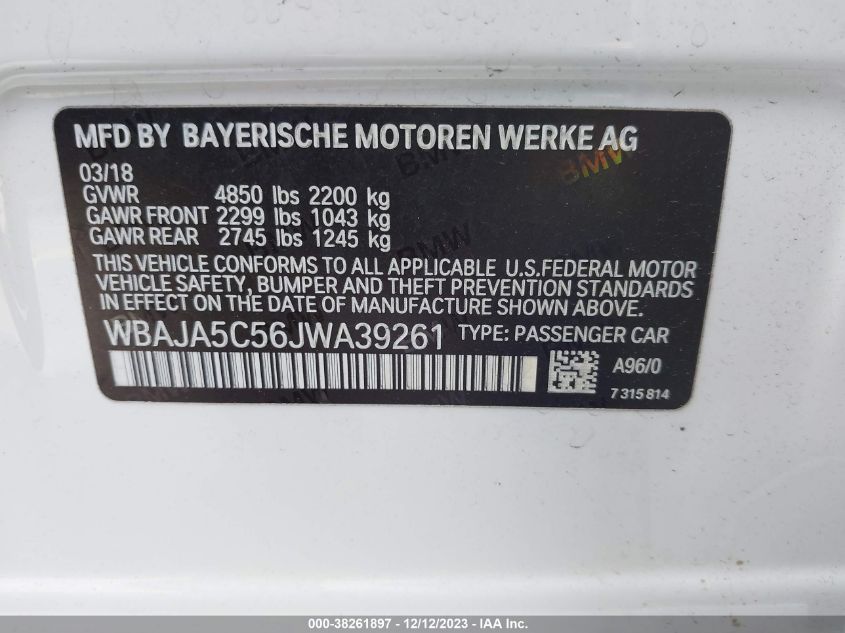 MFD BY BAYERISCHE MOTOREN WERKE AG
BMW
03/18
GVWR 4850 lbs 2200 kg
GAWR FRONT 2299 lbs 1043 kg
GAWR REAR 2745 lbs 1245 kg
BMW
THIS VEHICLE CONFORMS TO ALL APPLICABLE U.S.FEDERAL MOTOR
VEHICLE SAFETY, BUMPER AND THEFT PREVENTION STANDARDS
IN EFFECT ON THE DATE OF MANUFACTURE SHOWN ABOVE.
WBAJA5C56JWA39261 TYPE: PASSENGER CAR
A96/0
7 315 814
000-38261897 - 12/12/2023 - IAA Inc.